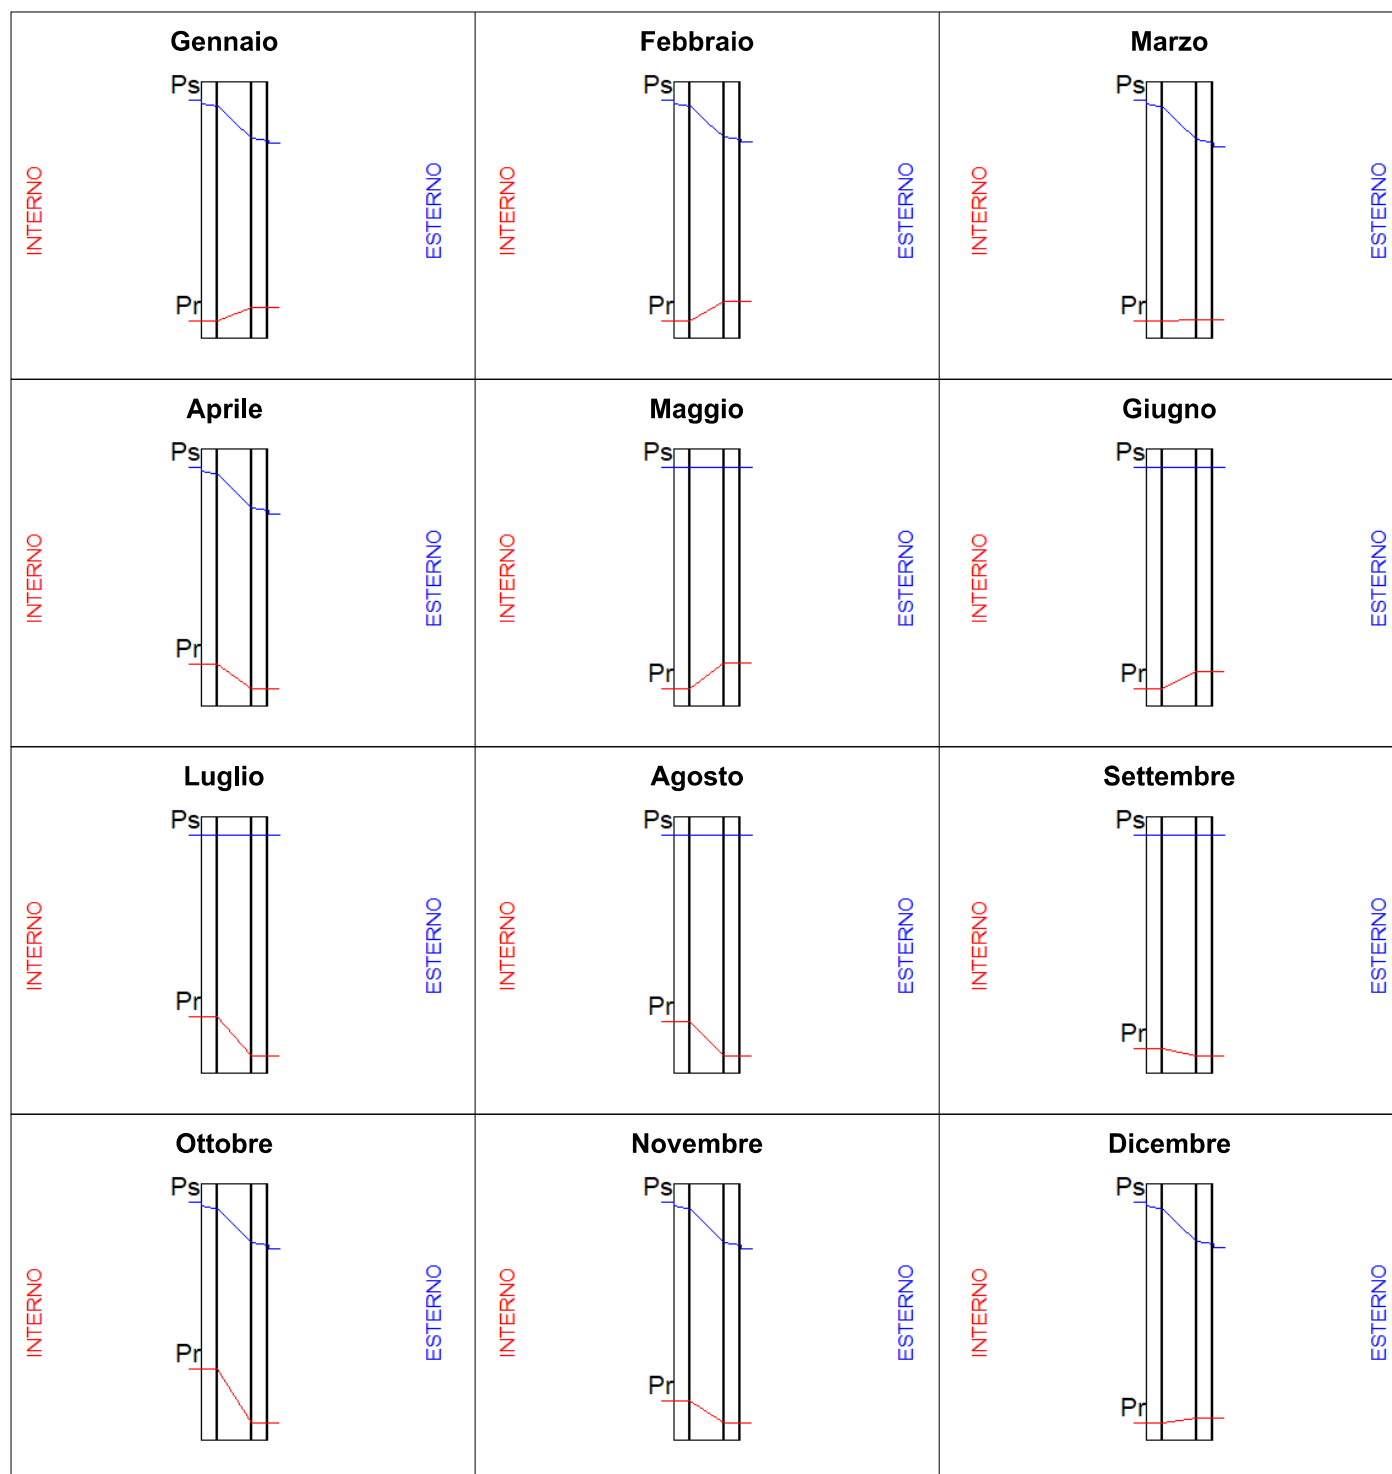 Gennaio
Ps
INTERNO
ESTERNO
Pr
Febbraio
Ps
INTERNO
ESTERNO
Pr
Marzo
Ps
INTERNO
ESTERNO
Pr
Aprile
Ps
INTERNO
ESTERNO
Pr
Maggio
Ps
INTERNO
ESTERNO
Pr
Giugno
Ps
INTERNO
ESTERNO
Pr
Luglio
Ps
INTERNO
ESTERNO
Pr
Agosto
Ps
INTERNO
ESTERNO
Pr
Settembre
Ps
INTERNO
ESTERNO
Pr
Ottobre
Ps
INTERNO
ESTERNO
Pr
Novembre
Ps
INTERNO
ESTERNO
Pr
Dicembre
Ps
INTERNO
ESTERNO
Pr